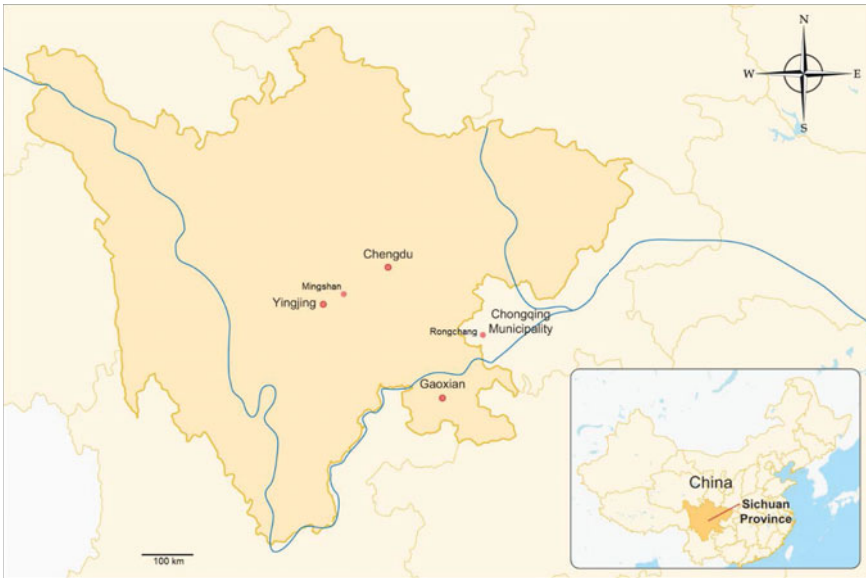 N
W
E
S
Chengdu
Mingshan
Yingjing
Chongqing
Municipality
Rongchang
Gaoxian
China
Sichuan
Province
100 km